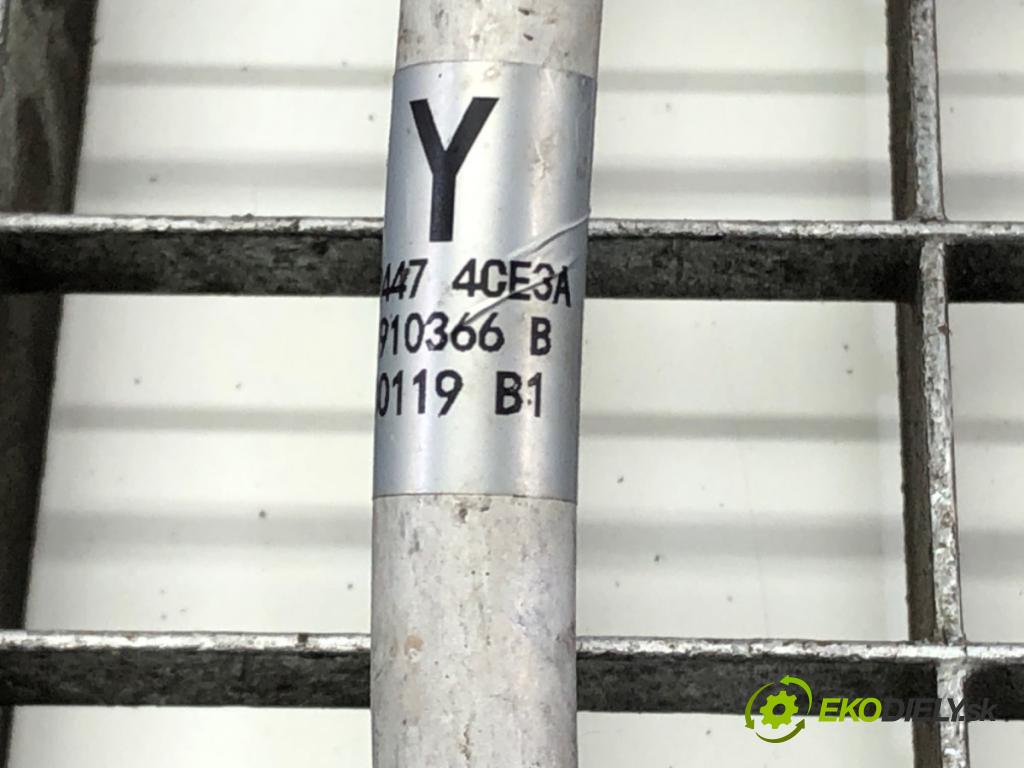 Y
447 4CE3A
910366 B
0119 B1
EKODIELY.sk